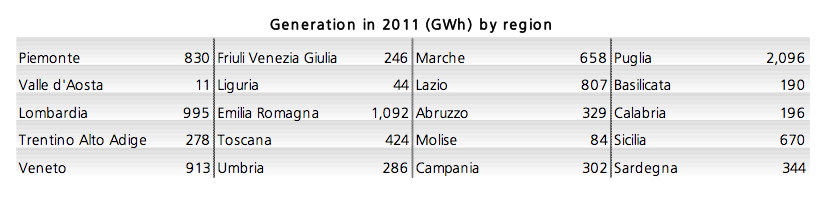 Generation in 2011 (GWh) by region
Piemonte 830 Friuli Venezia Giulia 246 Marche 658 Puglia 2,096
Valle d'Aosta 11 Liguria 44 Lazio 807 Basilicata 190
Lombardia 995 Emilia Romagna 1,092 Abruzzo 329 Calabria 196
Trentino Alto Adige 278 Toscana 424 Molise 84 Sicilia 670
Veneto 913 Umbria 286 Campania 302 Sardegna 344